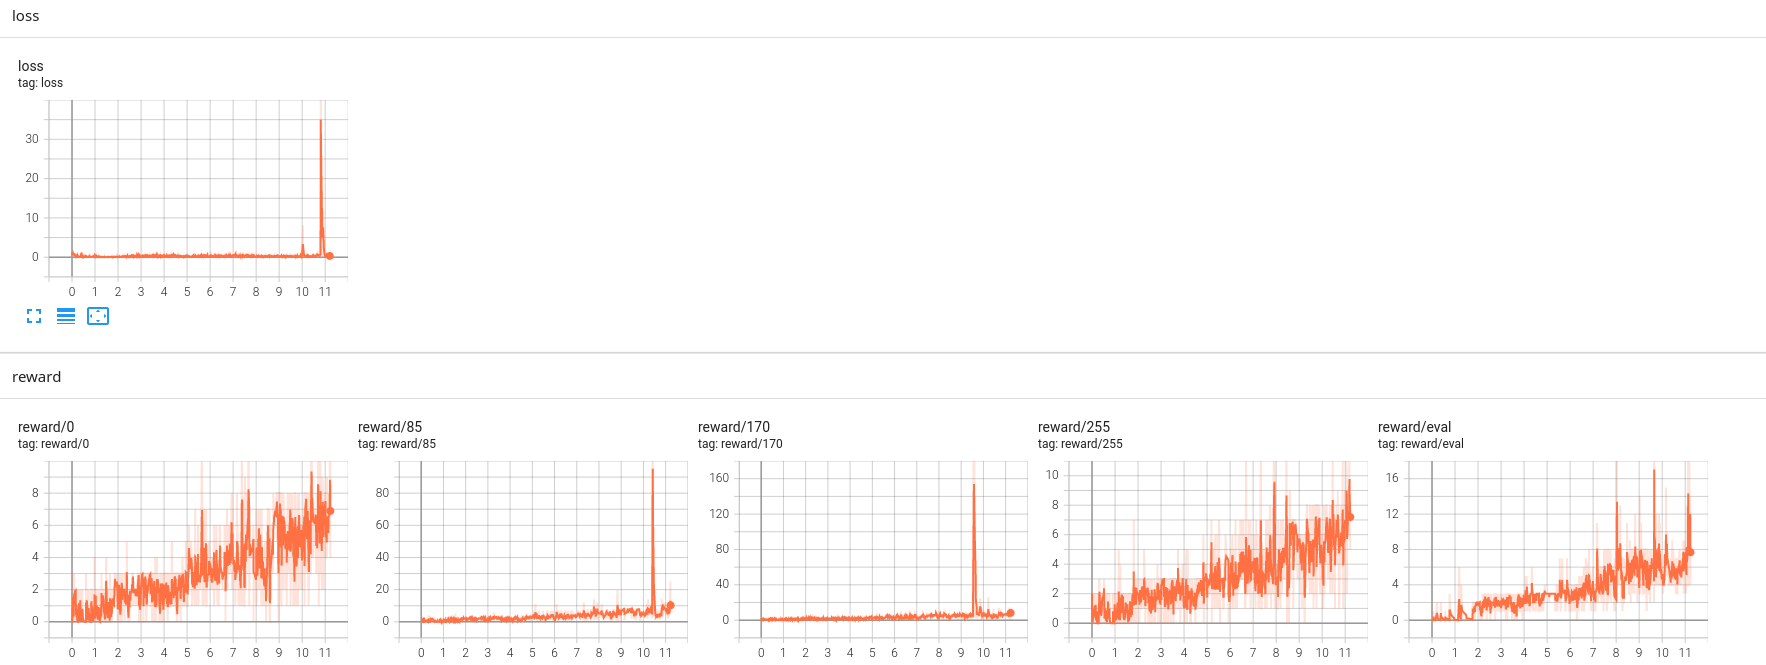 loss
loss
tag: loss
30
20
10
0
0 1 2 3 4 5 6 7 8 9 10 11
reward
reward/0
tag: reward/0
8
6
4
2
0
0 1 2 3 4 5 6 7 8 9 10 11
reward/85
tag: reward/85
80
60
40
20
0
0 1 2 3 4 5 6 7 8 9 10 11
reward/170
tag: reward/170
160
120
80
40
0
0 1 2 3 4 5 6 7 8 9 10 11
reward/255
tag: reward/255
10
8
6
4
2
0
0 1 2 3 4 5 6 7 8 9 10 11
reward/eval
tag: reward/eval
16
12
8
4
0
0 1 2 3 4 5 6 7 8 9 10 11